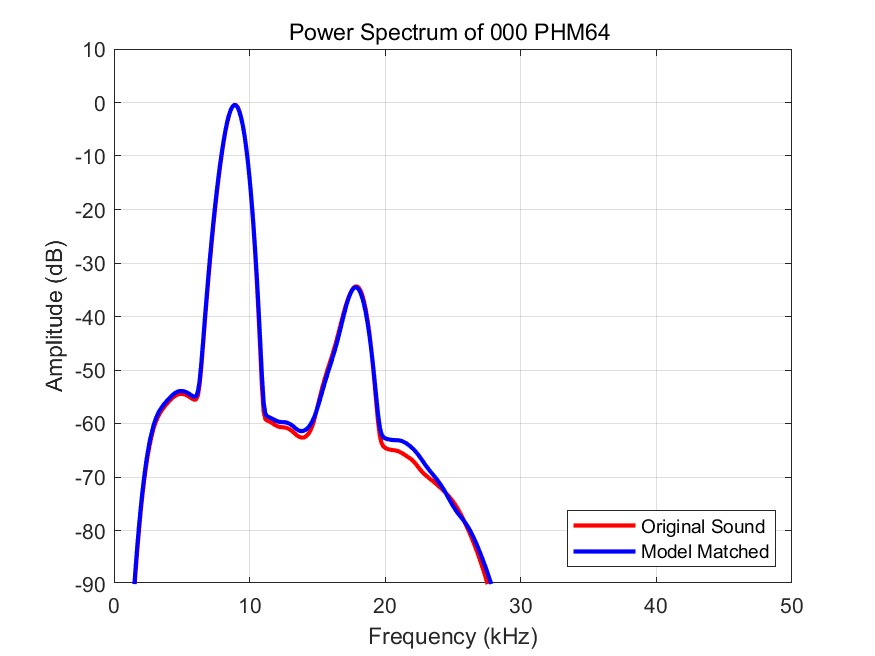 Power Spectrum of 000 PHM64
10
0
-10
-20
-30
-40
-50
-60
-70
-80
-90
Amplitude (dB)
Original Sound
Model Matched
0 10 20 30 40 50
Frequency (kHz)